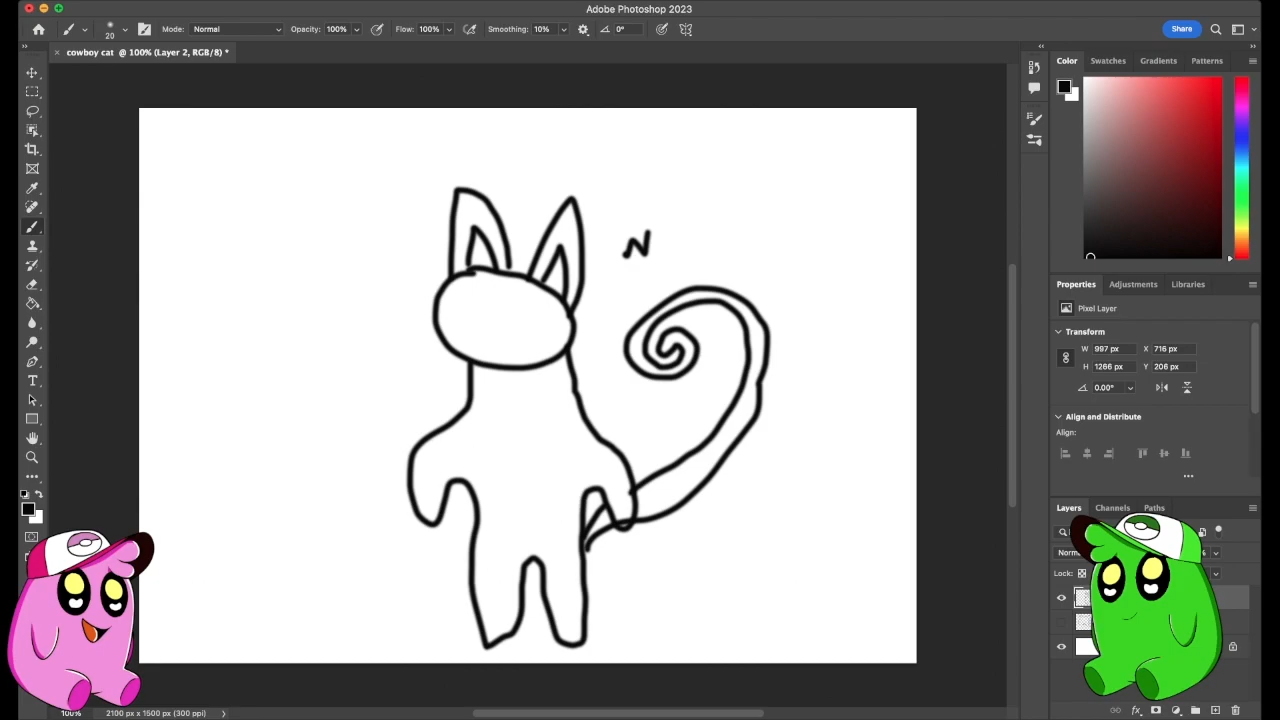 Adobe Photoshop 2023
20
Mode: Normal
Opacity: 100%
Flow: 100%
Smoothing: 10%
0°
Share
× cowboy cat @ 100% (Layer 2, RGB/8) *
Color Swatches Gradients Patterns
N
Properties Adjustments Libraries
Pixel Layer
Transform
W 997 px X 716 px
H 1266 px Y 206 px
0.00°
Align and Distribute
Align:
Layers Channels Paths
Lock:
100% 2100 px x 1500 px (300 ppi)
fx